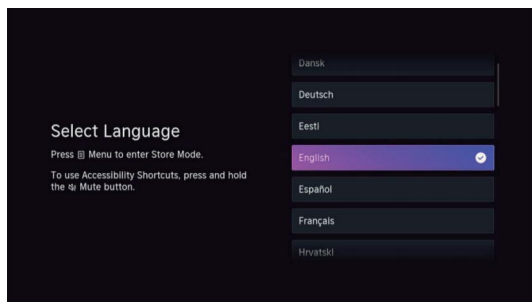 Select Language
Press Menu to enter Store Mode.
To use Accessibility Shortcuts, press and hold
the Mute button.
Dansk
Deutsch
Eesti
English
Español
Français
Hrvatski